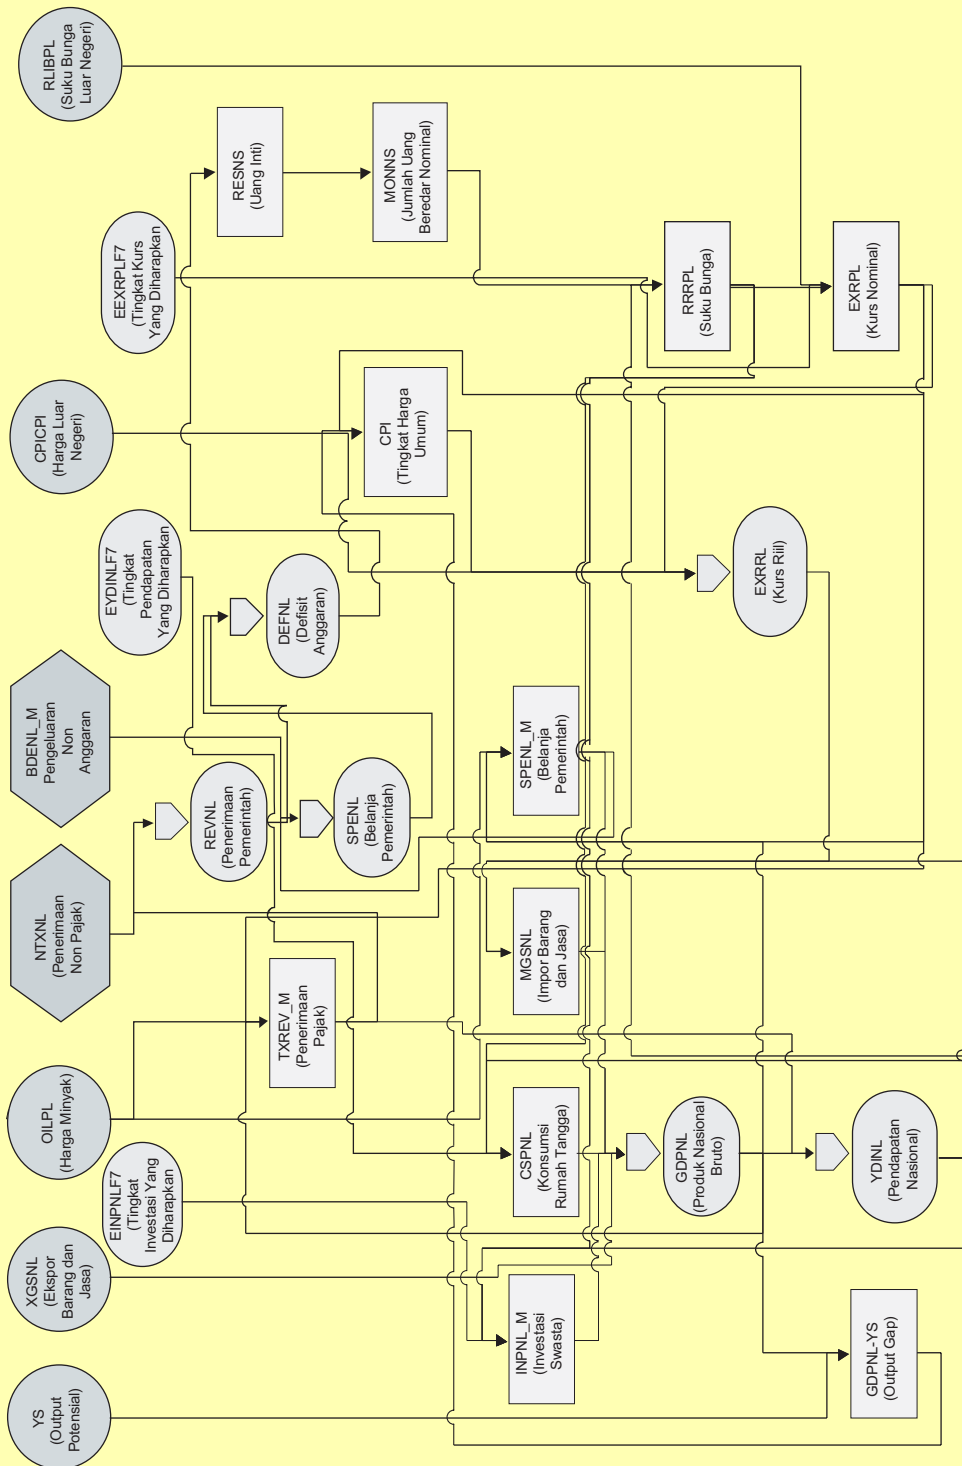 YS
(Output
Potensial)
XGSNL
(Ekspor
Barang dan
Jasa)
OILPL
(Harga Minyak)
NTXNL
(Penerimaan
Non Pajak)
BDENL_M
Pengeluaran
Non
Anggaran
CPICPI
(Harga Luar
Negeri)
RLIBPL
(Suku Bunga
Luar Negeri)
EINPNLF7
(Tingkat
Investasi Yang
Diharapkan)
EYDINLF7
(Tingkat
Pendapatan
Yang Diharapkan)
EEXRPLF7
(Tingkat Kurs
Yang Diharapkan)
REVNL
(Penerimaan
Pemerintah)
RESNS
(Uang Inti)
TXREV_M
(Penerimaan
Pajak)
DEFNL
(Defisit
Anggaran)
SPENL
(Belanja
Pemerintah)
CPI
(Tingkat Harga
Umum)
MONNS
(Jumlah Uang
Beredar Nominal)
INPNL_M
(Investasi
Swasta)
CSPNL
(Konsumsi
Rumah Tangga)
MGSNL
(Impor Barang
dan Jasa)
SPENL_M
(Belanja
Pemerintah)
GDPNL
(Produk Nasional
Bruto)
RRRPL
(Suku Bunga)
EXRRL
(Kurs Riil)
GDPNL-YS
(Output Gap)
YDINL
(Pendapatan
Nasional)
EXRPL
(Kurs Nominal)